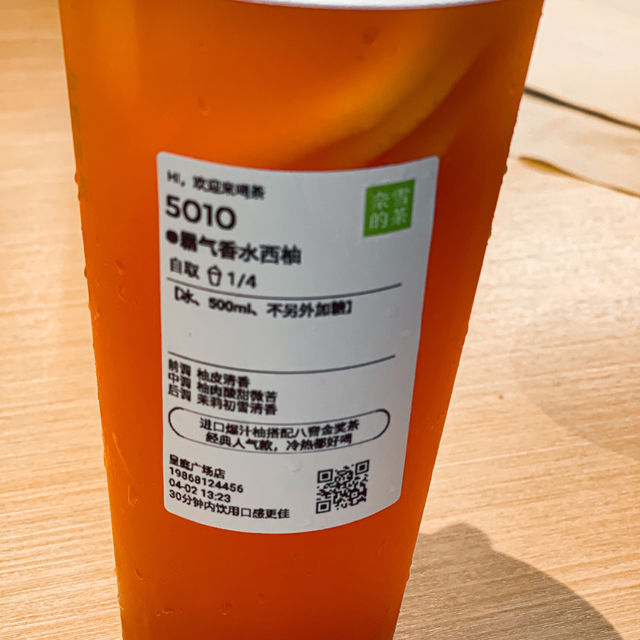 Hi，欢迎来喝茶
5010
奈雪
的茶
●霸气香水西柚
自取 1/4
【冰、500ml、不另外加糖】
前调 柚皮清香
中调 柚肉酸甜微苦
后调 茉莉初雪清香
进口爆汁柚搭配八窨金奖茶
经典人气款，冷热都好喝
星庭广场店
19868124456
04-02 13:23
30分钟内饮用口感更佳